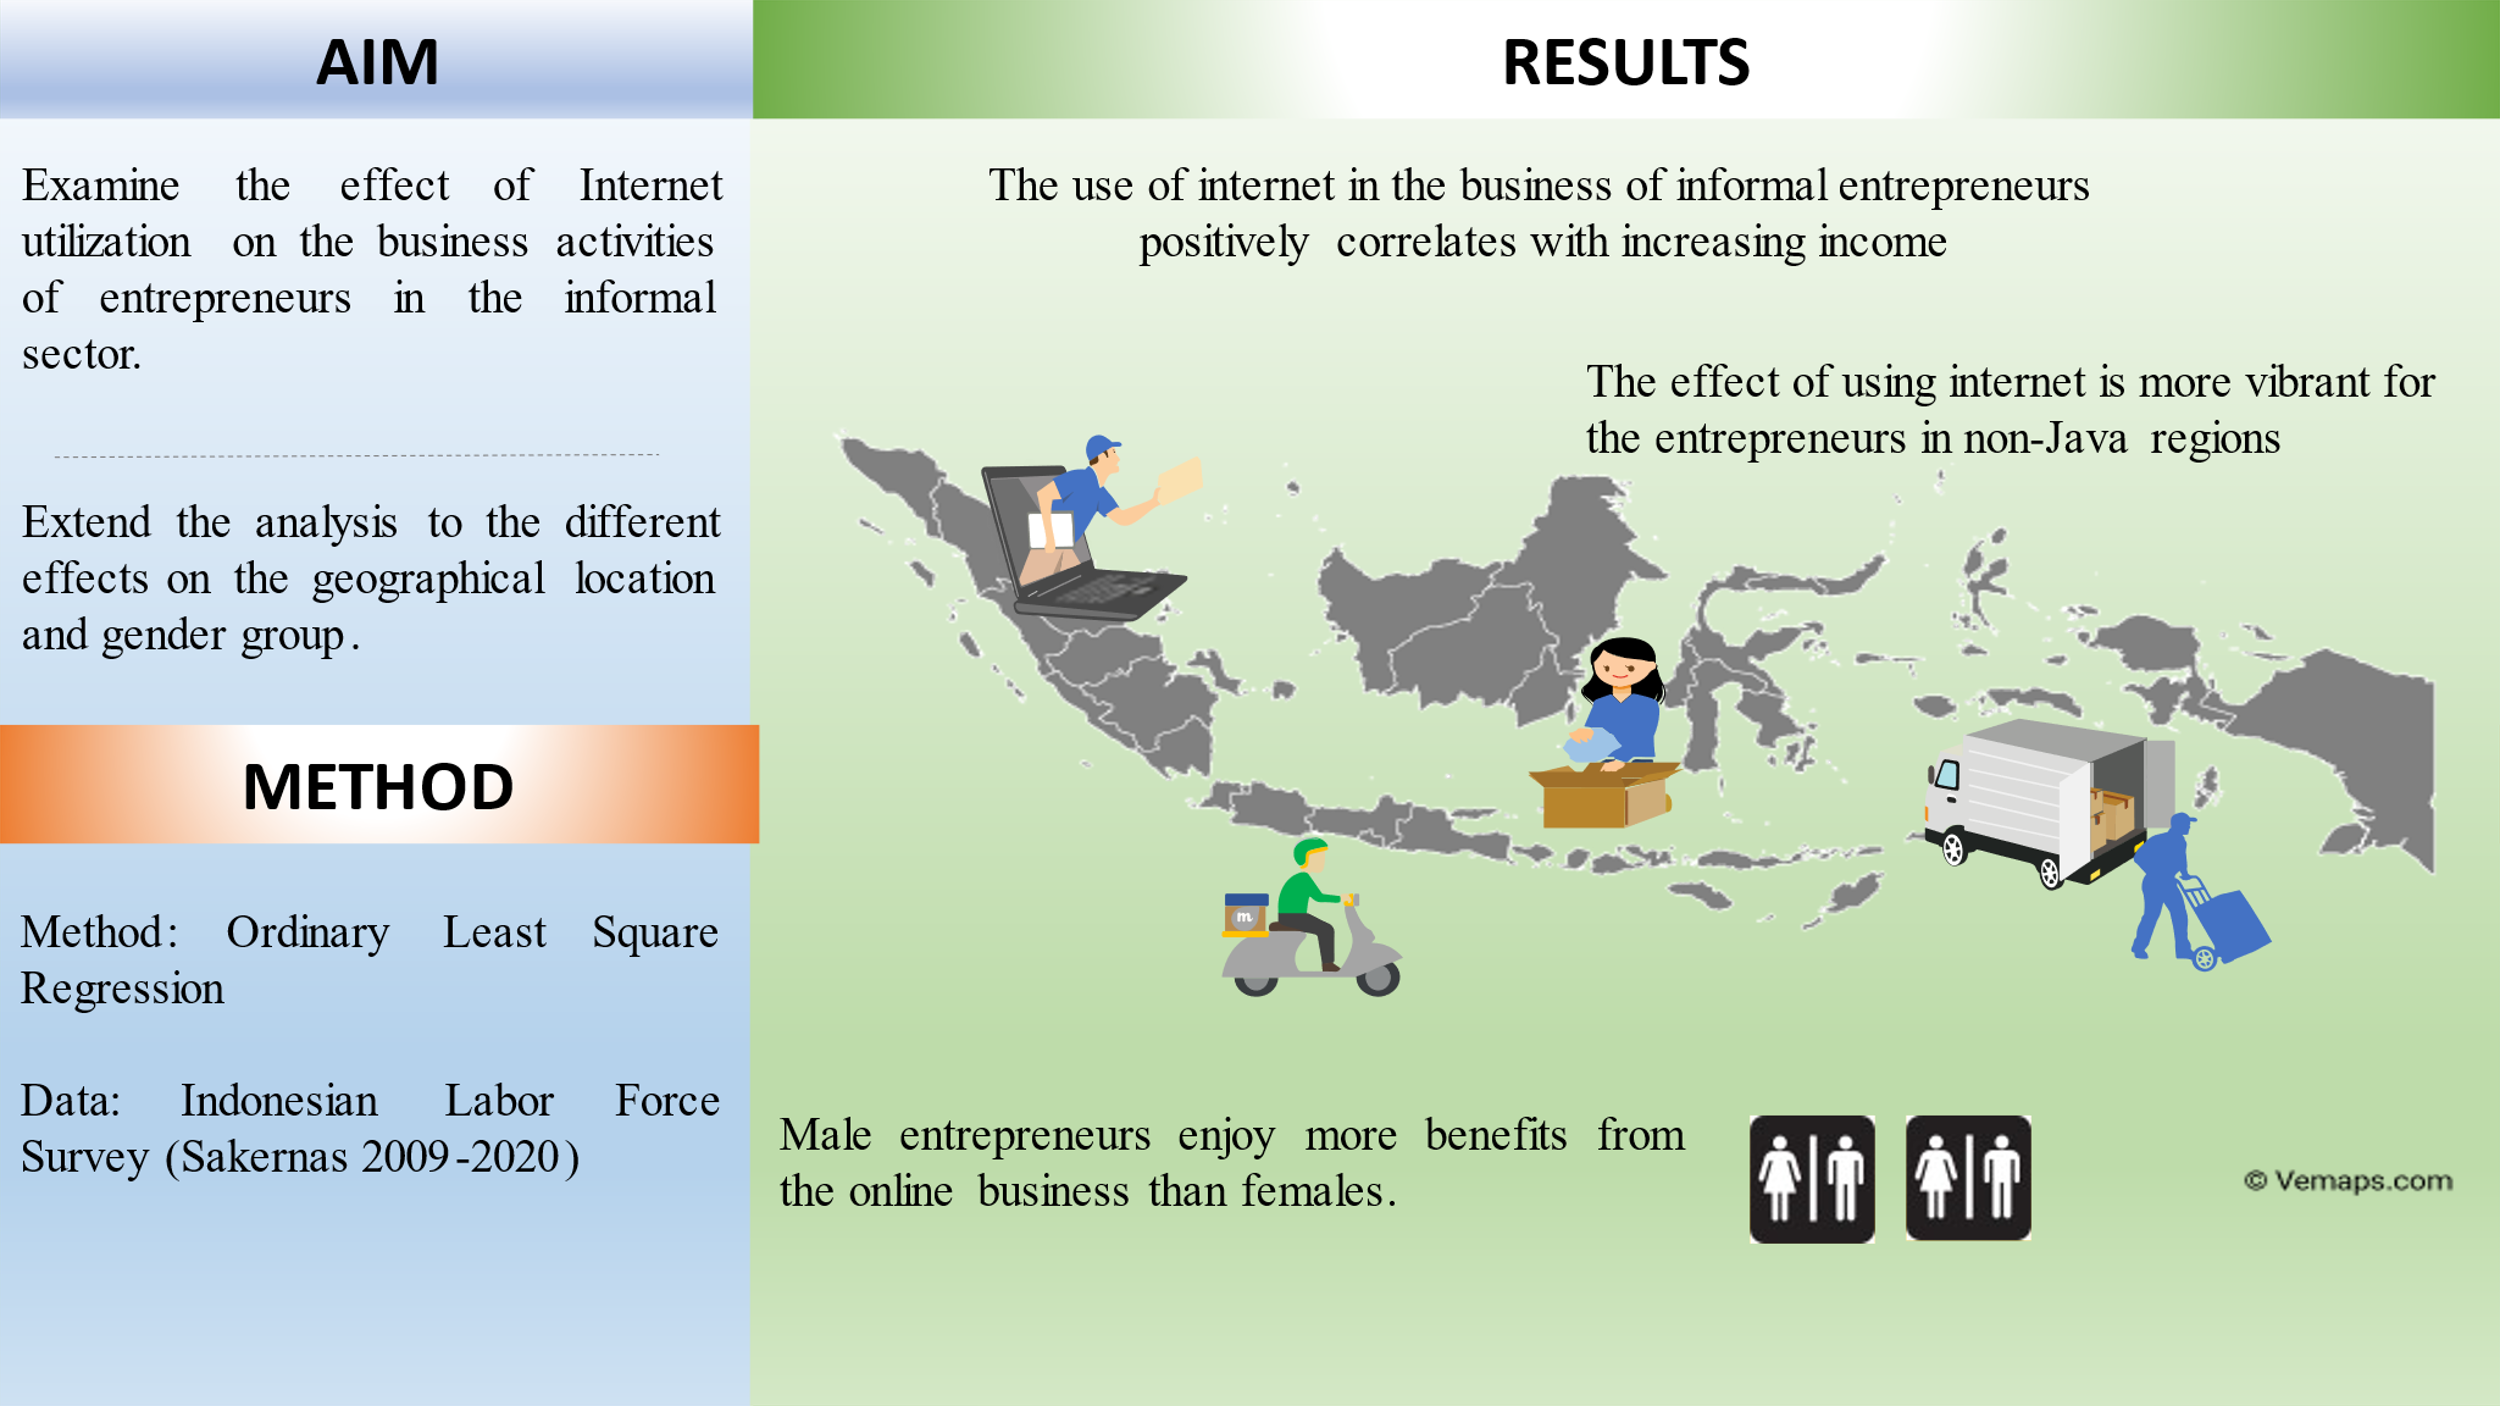 AIM
Examine the effect of Internet
utilization on the business activities
of entrepreneurs in the informal
sector.
Extend the analysis to the different
effects on the geographical location
and gender group.
METHOD
Method: Ordinary Least Square
Regression
Data: Indonesian Labor Force
Survey (Sakernas 2009-2020)
RESULTS
The use of internet in the business of informal entrepreneurs
positively correlates with increasing income
The effect of using internet is more vibrant for
the entrepreneurs in non-Java regions
m
Male entrepreneurs enjoy more benefits from
the online business than females.
© Vemaps.com